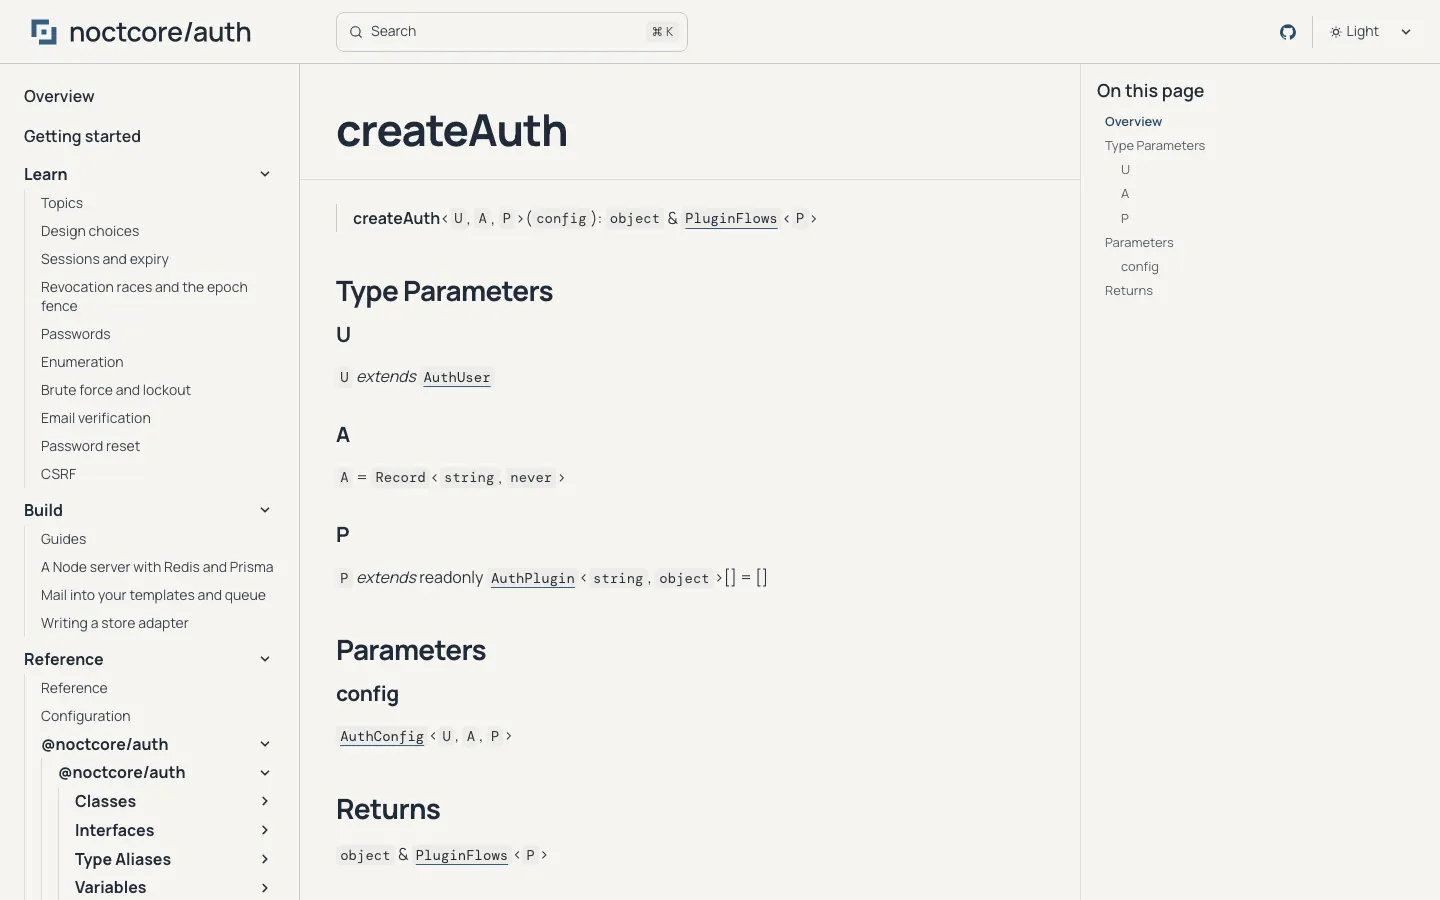 noctcore/auth
Search
⌘ K
Light
Overview
Getting started
Learn
Topics
Design choices
Sessions and expiry
Revocation races and the epoch
fence
Passwords
Enumeration
Brute force and lockout
Email verification
Password reset
CSRF
Build
Guides
A Node server with Redis and Prisma
Mail into your templates and queue
Writing a store adapter
Reference
Reference
Configuration
@noctcore/auth
@noctcore/auth
Classes
Interfaces
Type Aliases
Variables
createAuth
createAuth<U, A, P>(config): object & PluginFlows<P>
Type Parameters
U
U extends AuthUser
A
A = Record<string, never>
P
P extends readonly AuthPlugin<string, object>[] = []
Parameters
config
AuthConfig<U, A, P>
Returns
object & PluginFlows<P>
On this page
Overview
Type Parameters
U
A
P
Parameters
config
Returns